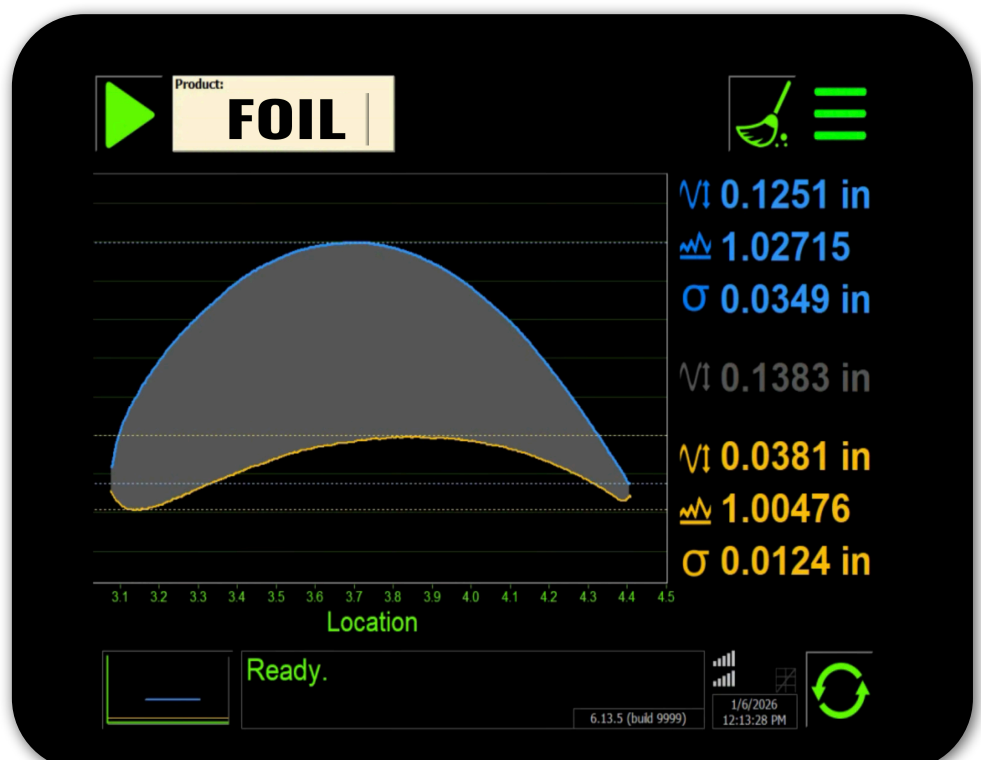 Product:
FOIL
0.1251 in
1.02715
σ 0.0349 in
0.1383 in
0.0381 in
1.00476
σ 0.0124 in
3.1 3.2 3.3 3.4 3.5 3.6 3.7 3.8 3.9 4.0 4.1 4.2 4.3 4.4 4.5
Location
Ready.
6.13.5 (build 9999)
1/6/2026
12:13:28 PM